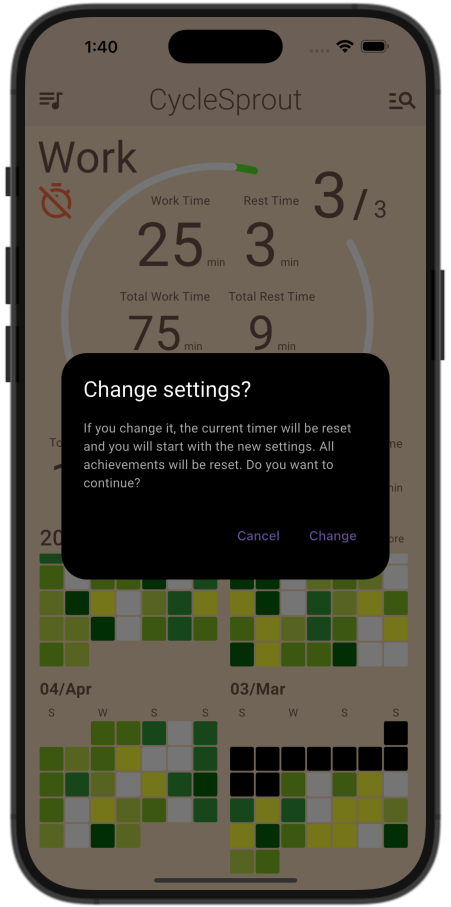 1:40
CycleSprout
Work
Work Time Rest Time
3/3
25 min 3 min
Total Work Time Total Rest Time
75 min 9 min
Change settings?
If you change it, the current timer will be reset
and you will start with the new settings. All
achievements will be reset. Do you want to
continue?
Cancel Change
04/Apr 03/Mar
S W S S S W S S